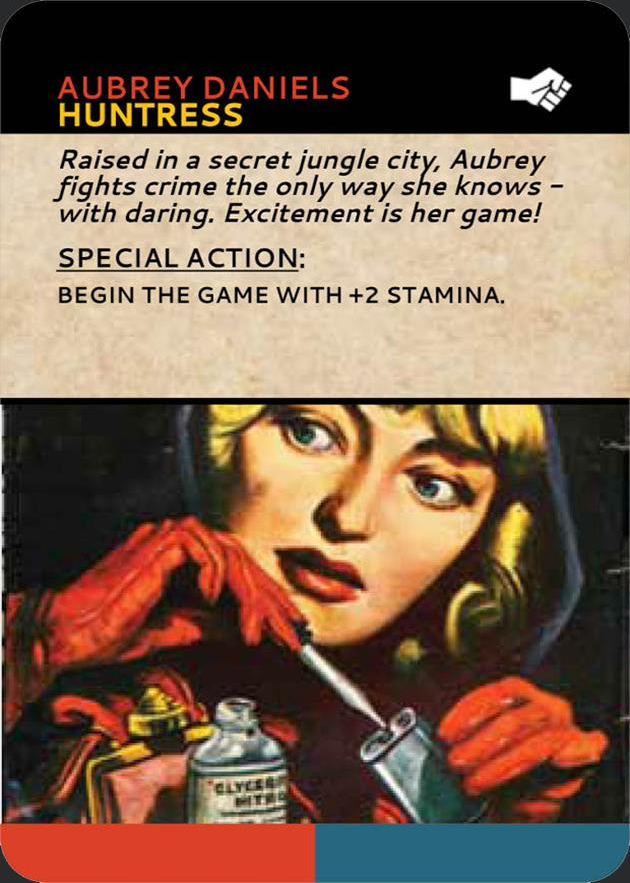 AUBREY DANIELS
HUNTRESS
Raised in a secret jungle city, Aubrey
fights crime the only way she knows –
with daring. Excitement is her game!
SPECIAL ACTION:
BEGIN THE GAME WITH +2 STAMINA.
NITR